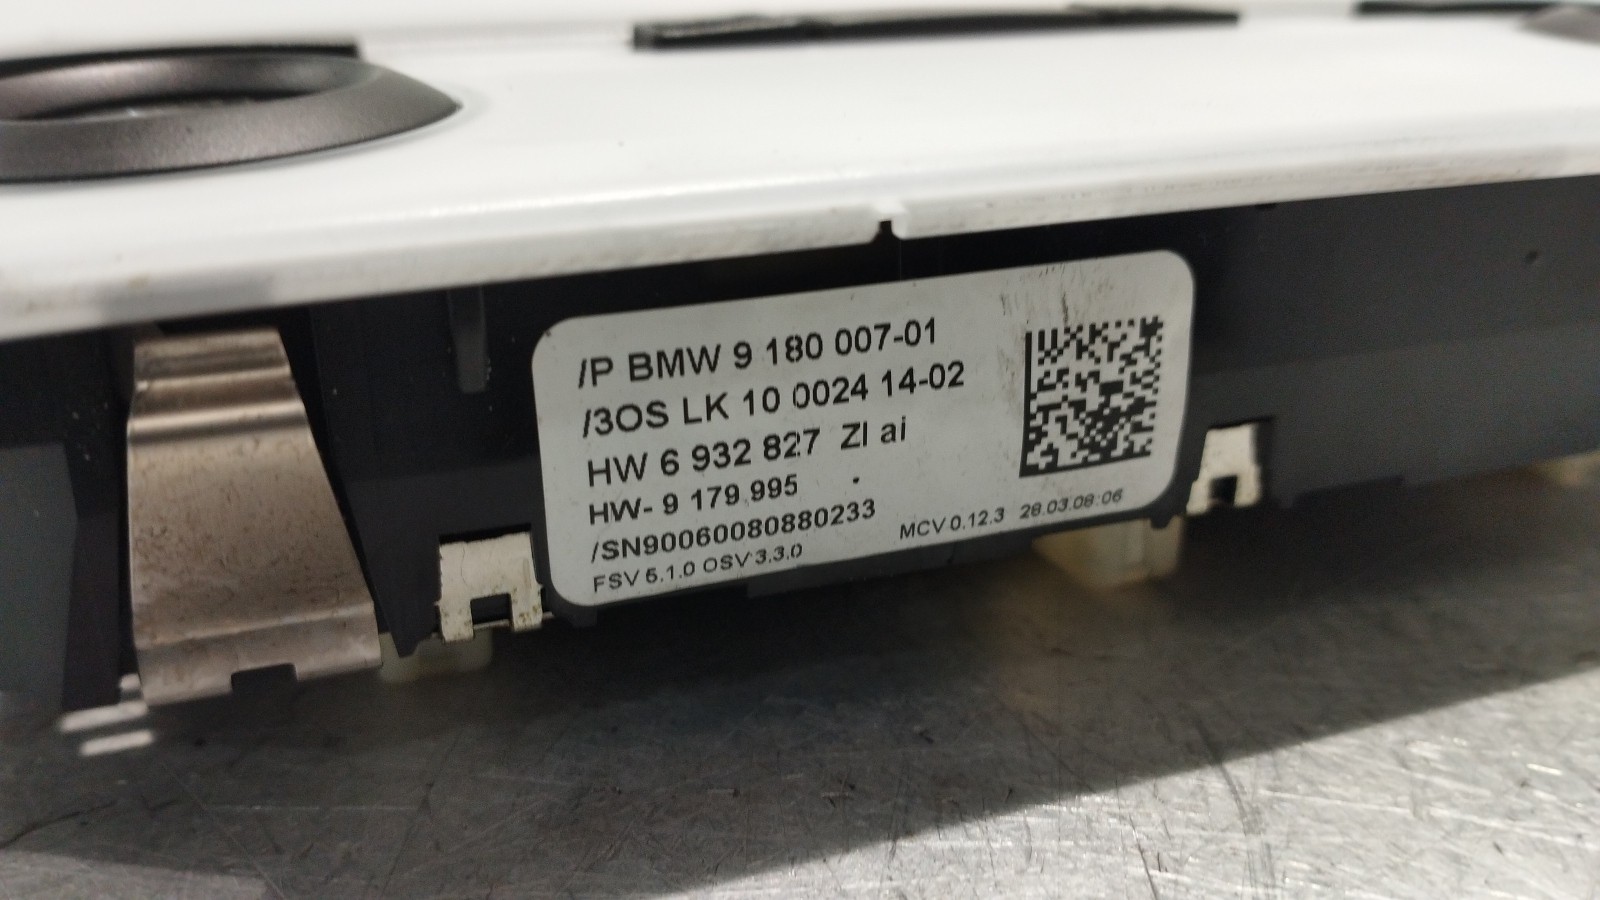 /P BMW 9 180 007-01
/3OS LK 10 0024 14-02
HW 6 932 827 ZI ai
HW- 9 179.995
/SN90060080880233
FSV 5.1.0 OSV 3.3.0 MCV 0.12.3 28.03.08:06